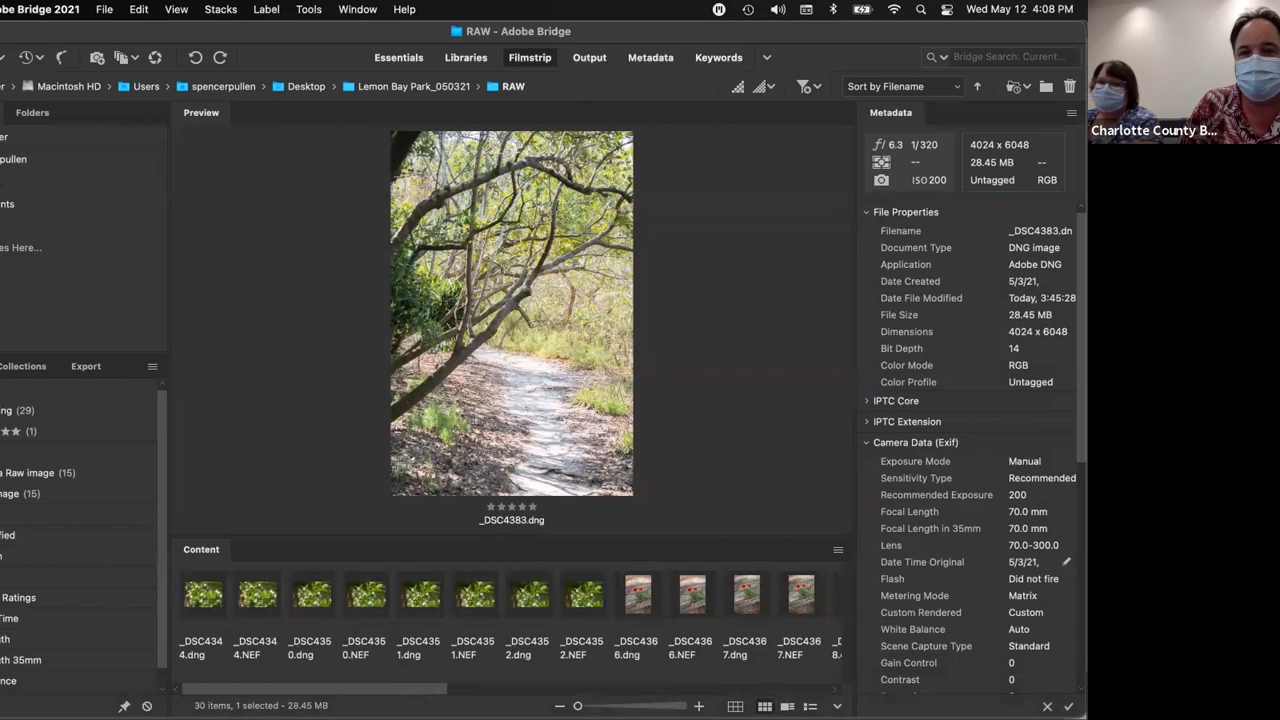 dobe Bridge 2021 File Edit View Stacks Label Tools Window Help Wed May 12 4:08 PM
RAW - Adobe Bridge
Essentials Libraries Filmstrip Output Metadata Keywords Bridge Search: Current...
er › Macintosh HD › Users › spencerpullen › Desktop › Lemon Bay Park_050321 › RAW Sort by Filename
Folders
er
pullen
nts
es Here...
ollections Export
ng (29)
★★ (1)
a Raw image (15)
mage (15)
fied
n
Ratings
Time
th
gth 35mm
nce
Preview
_DSC4383.dng
Content
_DSC434
4.dng
_DSC434
4.NEF
_DSC435
0.dng
_DSC435
0.NEF
_DSC435
1.dng
_DSC435
1.NEF
_DSC435
2.dng
_DSC435
2.NEF
_DSC436
6.dng
_DSC436
6.NEF
_DSC436
7.dng
_DSC436
7.NEF
8.
30 items, 1 selected - 28.45 MB
Metadata
f/ 6.3 1/320
--
ISO 200
4024 x 6048
28.45 MB --
Untagged RGB
File Properties
Filename _DSC4383.dn
Document Type DNG image
Application Adobe DNG
Date Created 5/3/21,
Date File Modified Today, 3:45:28
File Size 28.45 MB
Dimensions 4024 x 6048
Bit Depth 14
Color Mode RGB
Color Profile Untagged
IPTC Core
IPTC Extension
Camera Data (Exif)
Exposure Mode Manual
Sensitivity Type Recommended
Recommended Exposure 200
Focal Length 70.0 mm
Focal Length in 35mm 70.0 mm
Lens 70.0-300.0
Date Time Original 5/3/21,
Flash Did not fire
Metering Mode Matrix
Custom Rendered Custom
White Balance Auto
Scene Capture Type Standard
Gain Control 0
Contrast 0
Charlotte County B...